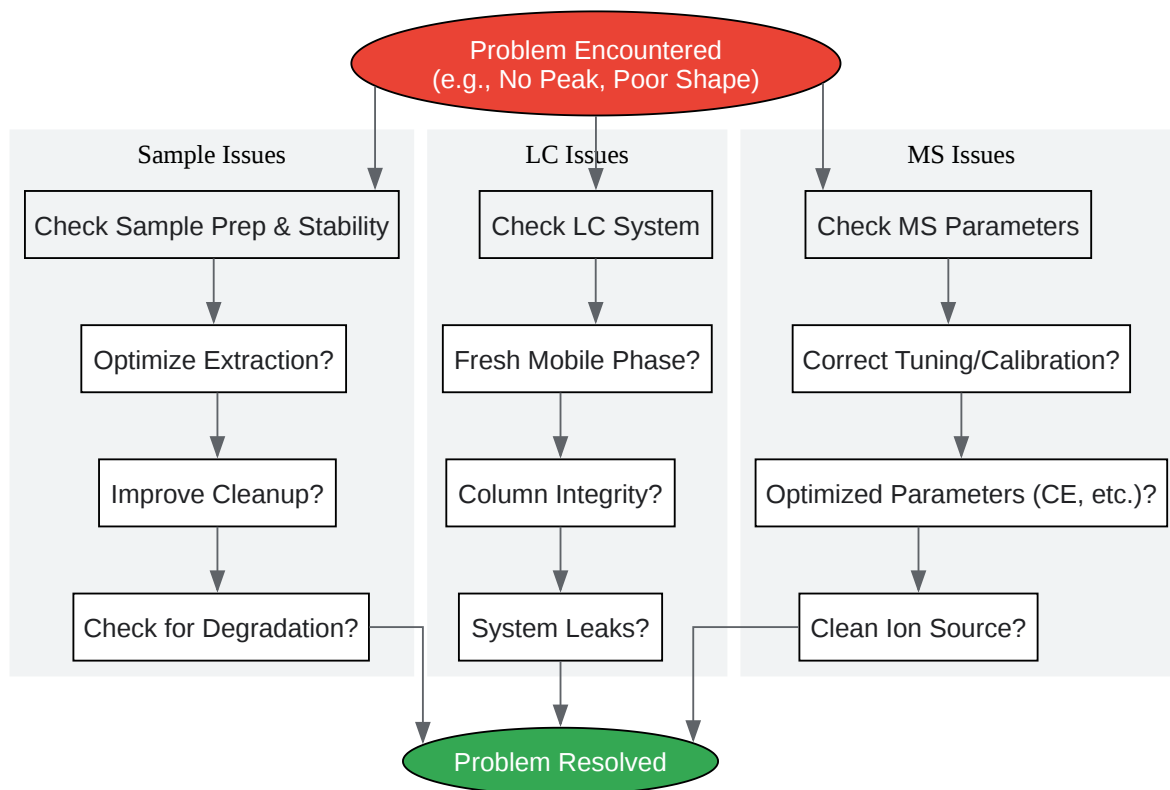 Problem Encountered
(e.g., No Peak, Poor Shape)
Sample Issues
Check Sample Prep & Stability
Optimize Extraction?
Improve Cleanup?
Check for Degradation?
LC Issues
Check LC System
Fresh Mobile Phase?
Column Integrity?
System Leaks?
MS Issues
Check MS Parameters
Correct Tuning/Calibration?
Optimized Parameters (CE, etc.)?
Clean Ion Source?
Problem Resolved